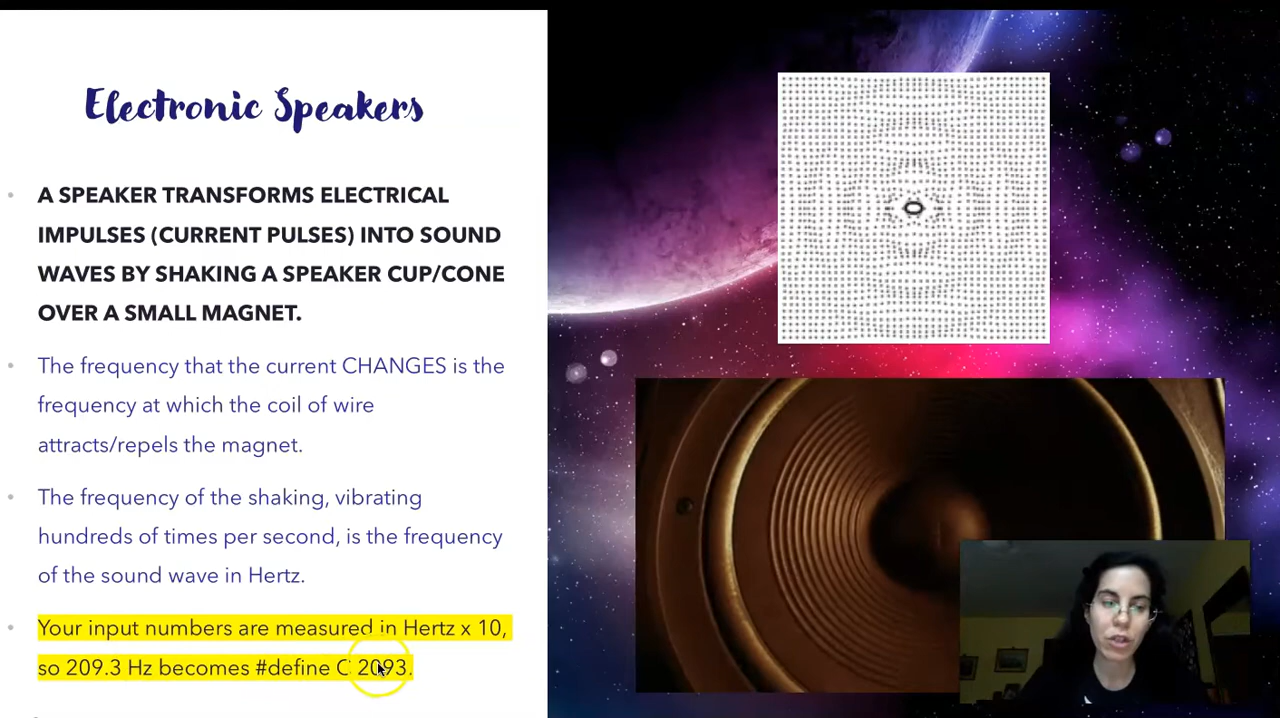 Electronic Speakers
• A SPEAKER TRANSFORMS ELECTRICAL
IMPULSES (CURRENT PULSES) INTO SOUND
WAVES BY SHAKING A SPEAKER CUP/CONE
OVER A SMALL MAGNET.
• The frequency that the current CHANGES is the
frequency at which the coil of wire
attracts/repels the magnet.
• The frequency of the shaking, vibrating
hundreds of times per second, is the frequency
of the sound wave in Hertz.
• Your input numbers are measured in Hertz x 10,
so 209.3 Hz becomes #define C 2093.